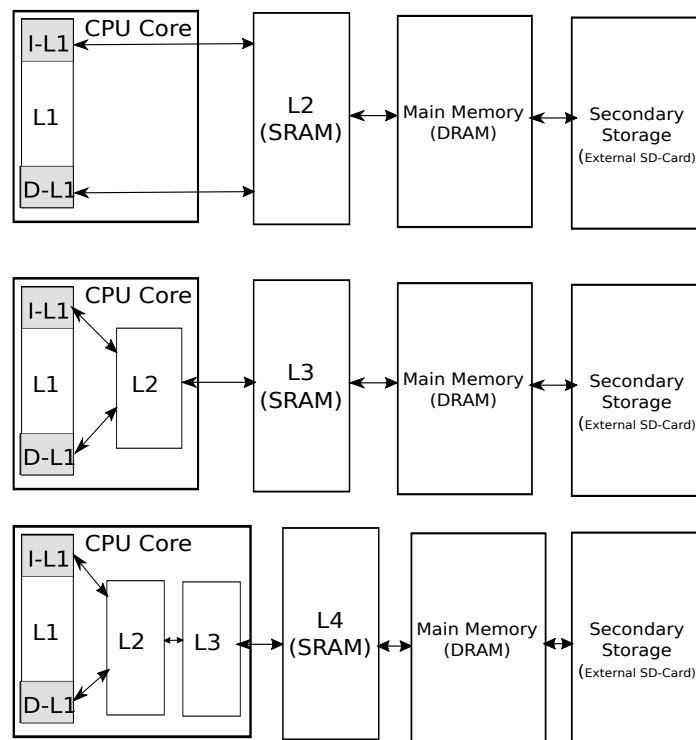 I-L1
CPU Core
L1
D-L1
L2
(SRAM)
Main Memory
(DRAM)
Secondary
Storage
(External SD-Card)
I-L1
CPU Core
L1
D-L1
L2
L3
(SRAM)
Main Memory
(DRAM)
Secondary
Storage
(External SD-Card)
I-L1
CPU Core
L1
D-L1
L2
L3
L4
(SRAM)
Main Memory
(DRAM)
Secondary
Storage
(External SD-Card)